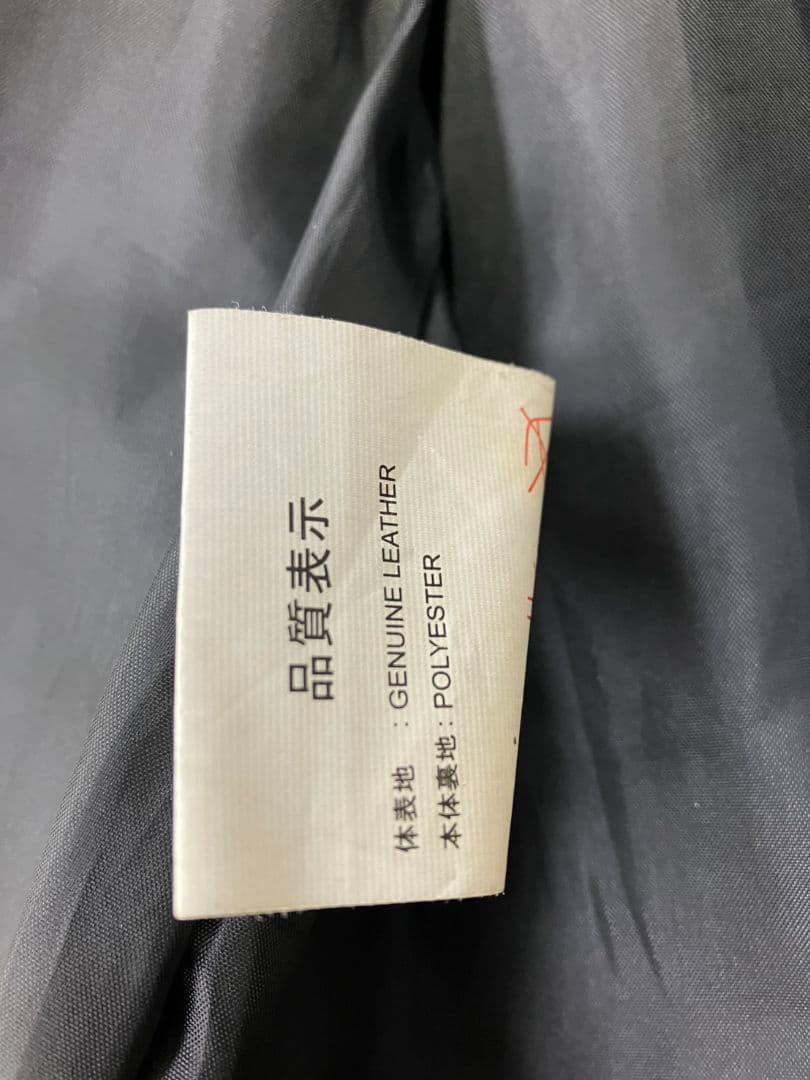 品質表示
体表地 : GENUINE LEATHER
本体裏地 : POLYESTER